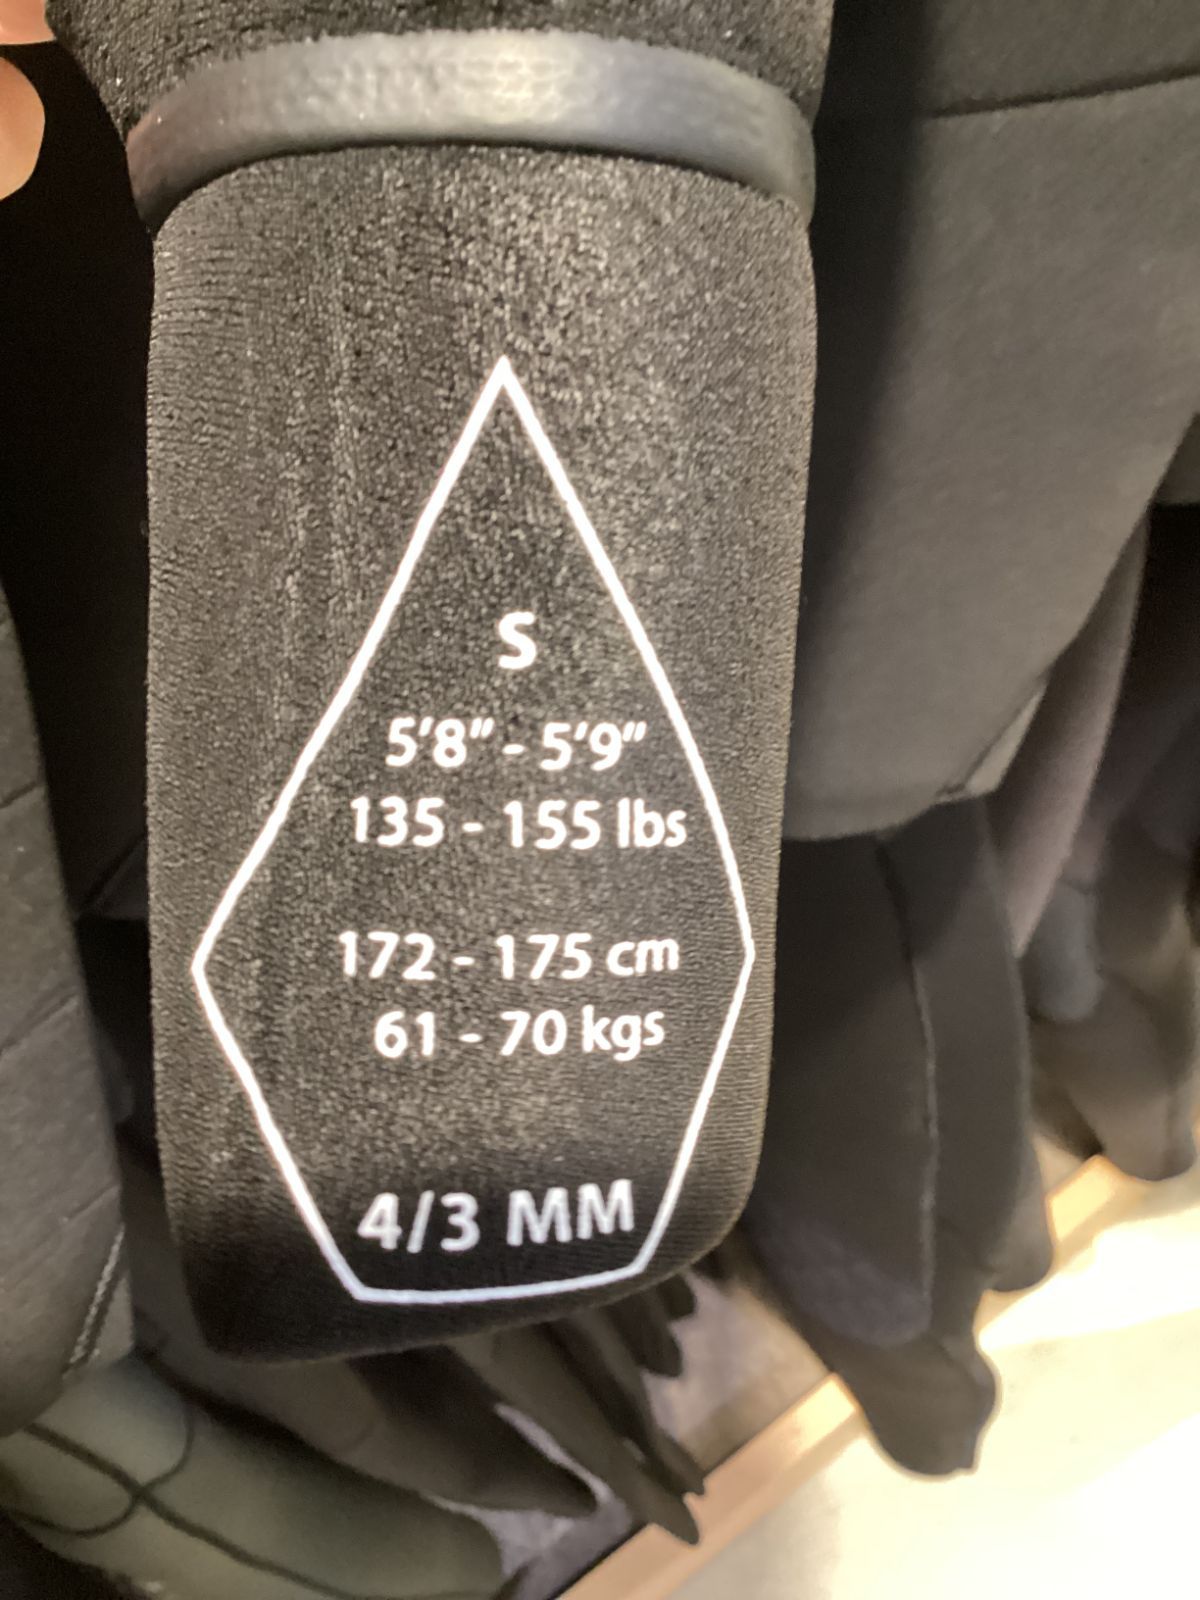 S
5'8" - 5'9"
135 - 155 lbs
172 - 175 cm
61 - 70 kgs
4/3 MM